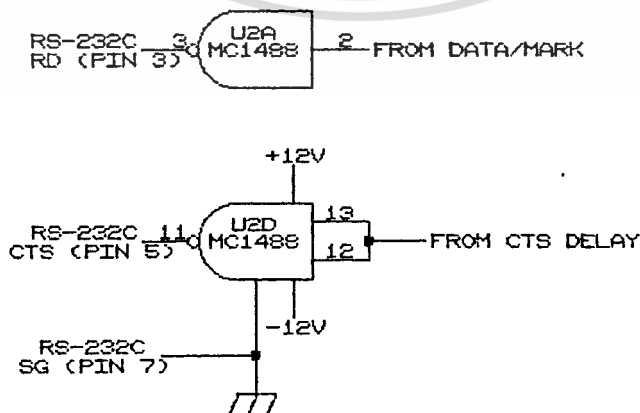 U2A
MC1488
RS-232C
RD (PIN 3)
3
2
FROM DATA/MARK
+12V
U2D
MC1488
RS-232C
CTS (PIN 5)
11
13
12
FROM CTS DELAY
-12V
RS-232C
SG (PIN 7)